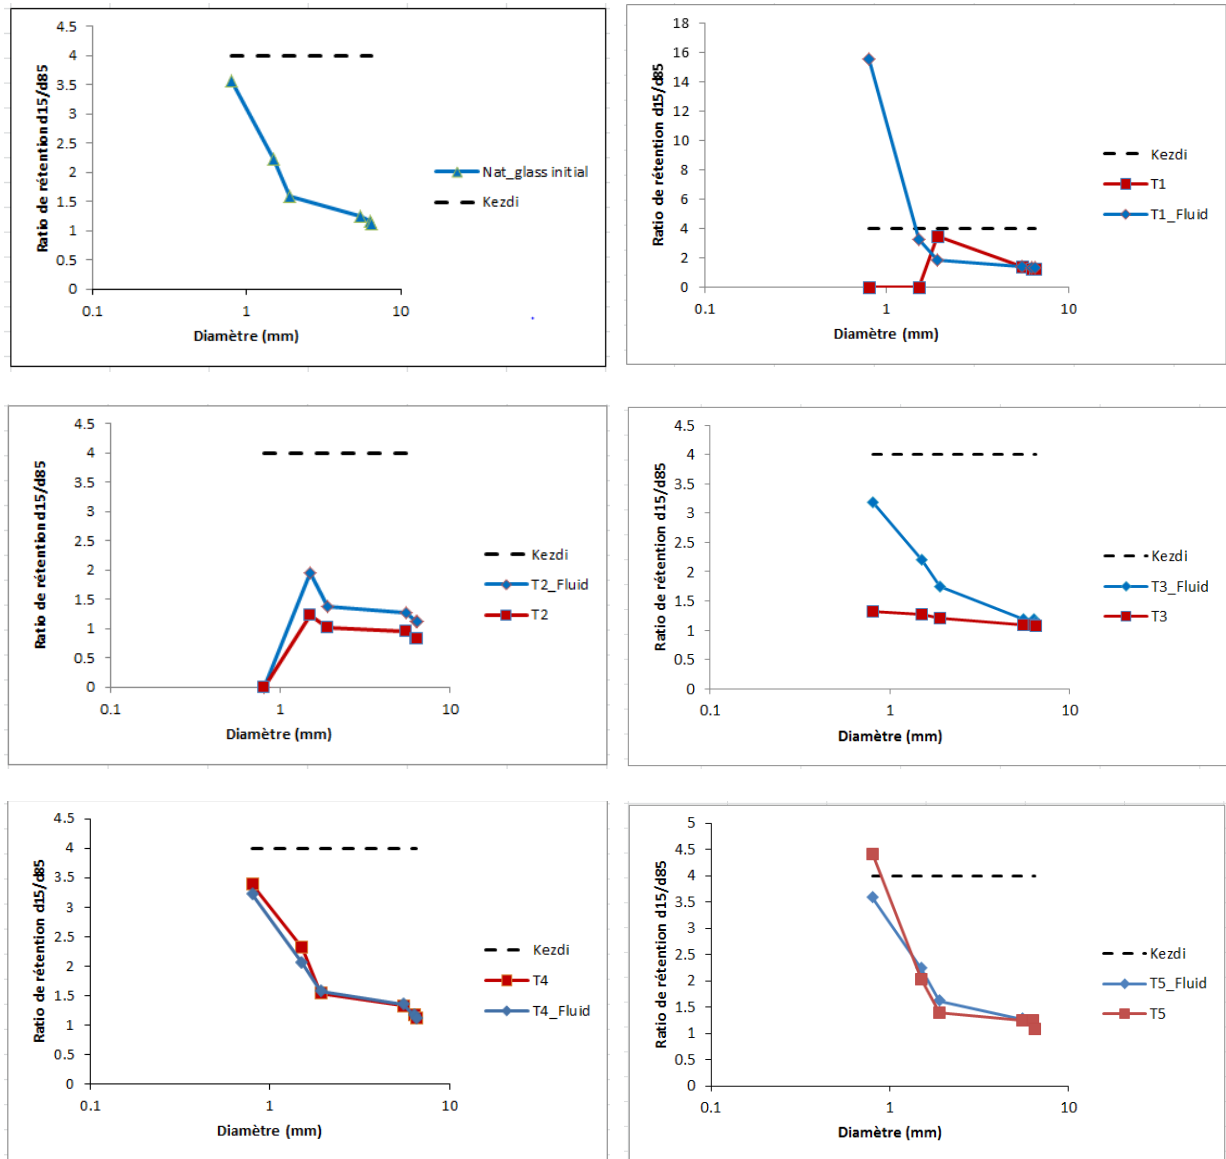 4.5
4
3.5
3
2.5
2
1.5
1
0.5
0
0.1
1
10
Ratio de rétention d15/d85
Diamètre (mm)
Nat_glass initial
Kezdi
18
16
14
12
10
8
6
4
2
0
0.1
1
10
Ratio de rétention d15/d85
Diamètre (mm)
Kezdi
T1
T1_Fluid
4.5
4
3.5
3
2.5
2
1.5
1
0.5
0
0.1
1
10
Ratio de rétention d15/d85
Diamètre (mm)
Kezdi
T2_Fluid
T2
4.5
4
3.5
3
2.5
2
1.5
1
0.5
0
0.1
1
10
Ratio de rétention d15/d85
Diamètre (mm)
Kezdi
T3_Fluid
T3
4.5
4
3.5
3
2.5
2
1.5
1
0.5
0
0.1
1
10
Ratio de rétention d15/d85
Diamètre (mm)
Kezdi
T4
T4_Fluid
5
4.5
4
3.5
3
2.5
2
1.5
1
0.5
0
0.1
1
10
Ratio de rétention d15/d85
Diamètre (mm)
Kezdi
T5_Fluid
T5